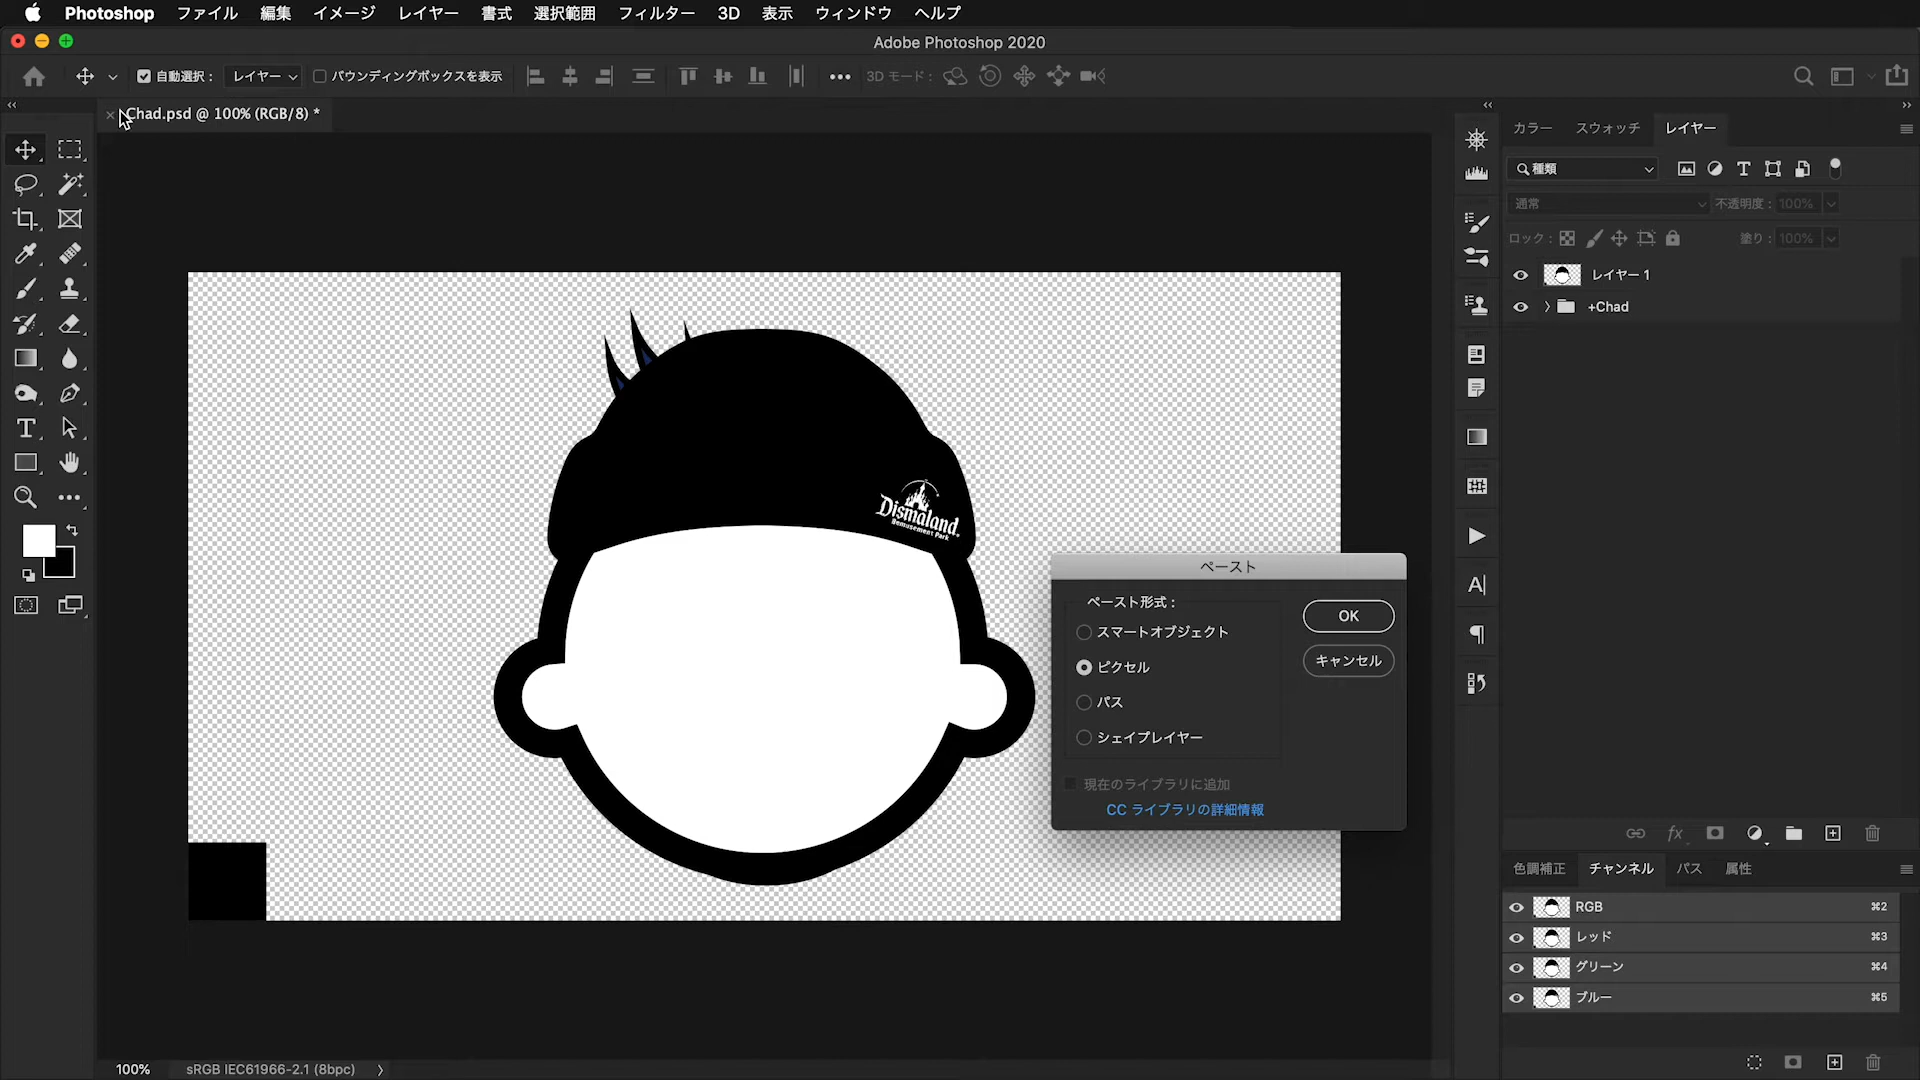 Photoshop ファイル 編集 イメージ レイヤー 書式 選択範囲 フィルター 3D 表示 ウィンドウ ヘルプ
Adobe Photoshop 2020
自動選択： レイヤー バウンディングボックスを表示 3D モード：
Chad.psd @ 100% (RGB/8) *
カラー スウォッチ レイヤー
種類
通常 不透明度： 100%
ロック： 塗り： 100%
レイヤー 1
+Chad
Dismaland
Bemusement Park
ペースト
ペースト形式：
スマートオブジェクト
ピクセル
パス
シェイプレイヤー
OK
キャンセル
現在のライブラリに追加
CC ライブラリの詳細情報
fx
色調補正 チャンネル パス 属性
RGB ⌘2
レッド ⌘3
グリーン ⌘4
ブルー ⌘5
100% sRGB IEC61966-2.1 (8bpc)